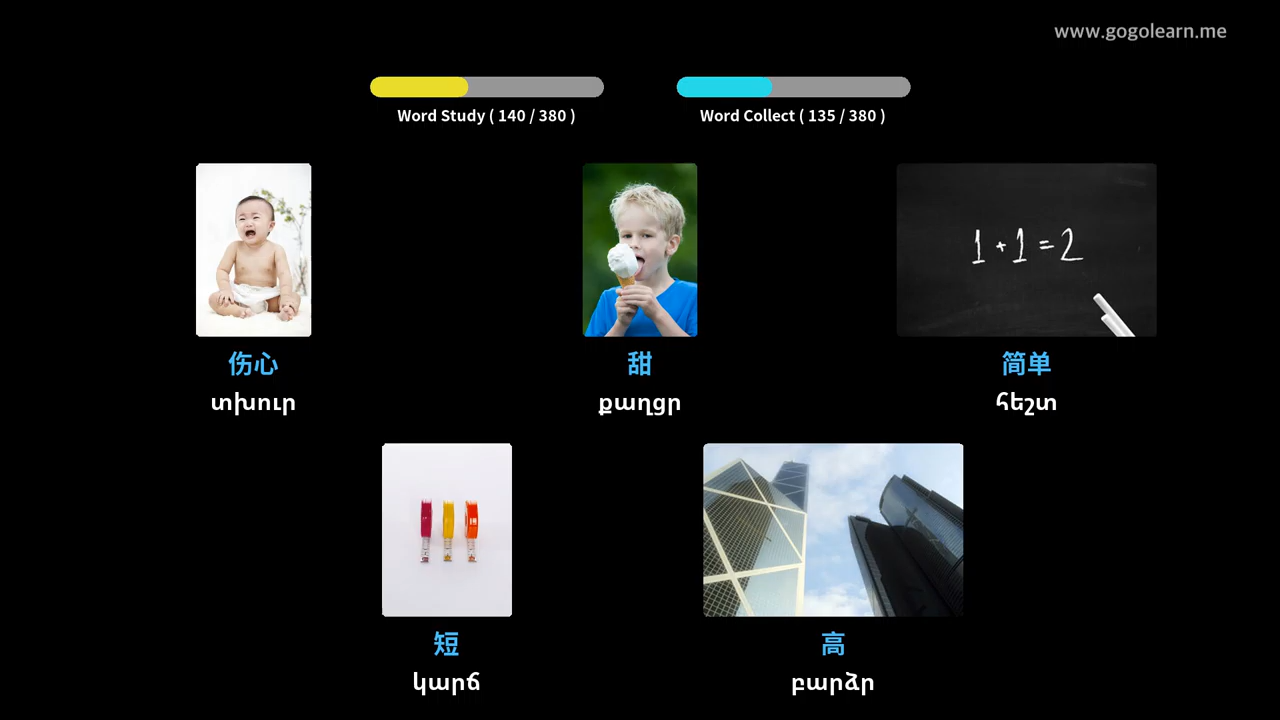 www.gogolearn.me
Word Study ( 140 / 380 )
Word Collect ( 135 / 380 )
1 + 1 = 2
伤心
տխուր
甜
քաղցր
简单
հեշտ
短
կարճ
高
բարձր